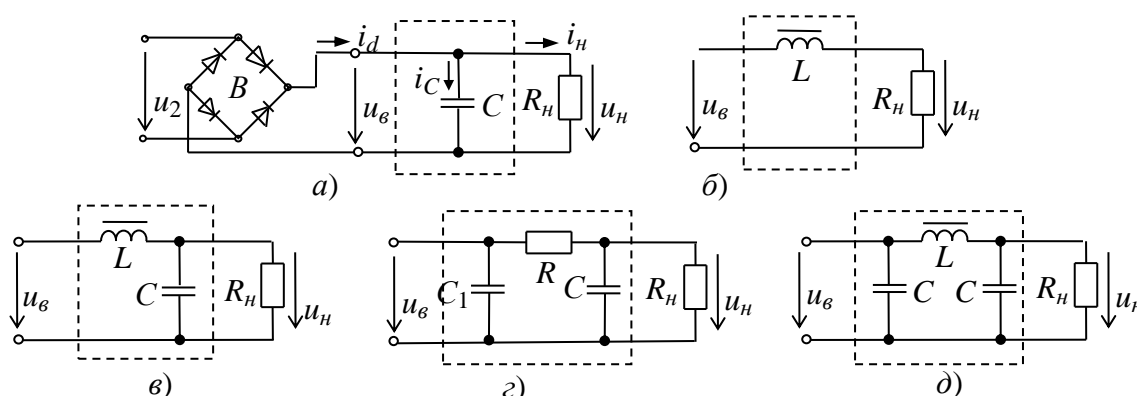 i_d i_н
i_C
B C R_н u_н
u_2 u_в
а)
L
u_в R_н u_н
б)
L
C R_н u_н
u_в
в)
R
C_1 C R_н u_н
u_в
г)
L
C C R_н u_н
u_в
д)